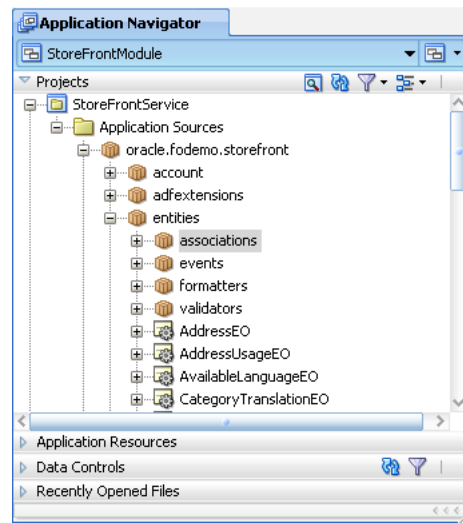 Application Navigator
StoreFrontModule
Projects
StoreFrontService
Application Sources
oracle.fodemo.storefront
account
adfextensions
entities
associations
events
formatters
validators
AddressEO
AddressUsageEO
AvailableLanguageEO
CategoryTranslationEO
Application Resources
Data Controls
Recently Opened Files